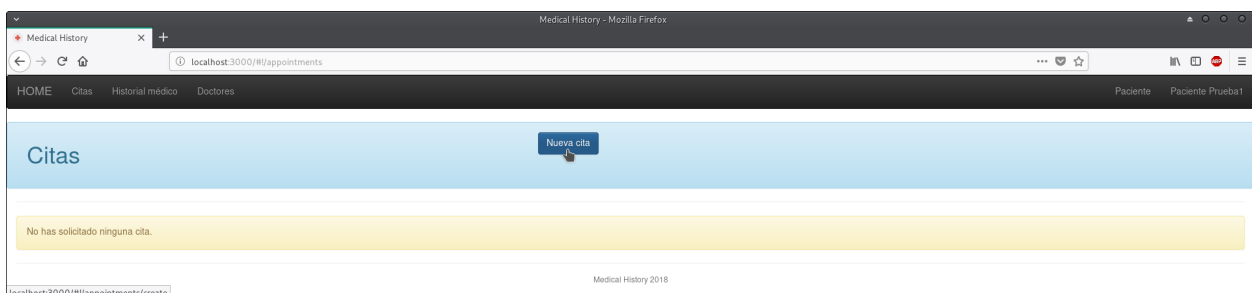 Medical History - Mozilla Firefox
Medical History
localhost:3000/#!/appointments
HOME Citas Historial médico Doctores Paciente Paciente Prueba1
Citas
Nueva cita
No has solicitado ninguna cita.
Medical History 2018
localhost:3000/#!/appointments/create